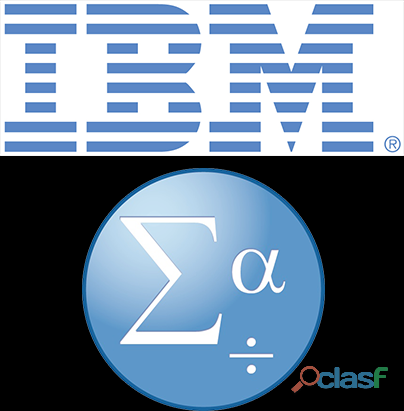 IBM®
Σ α
÷
clasf